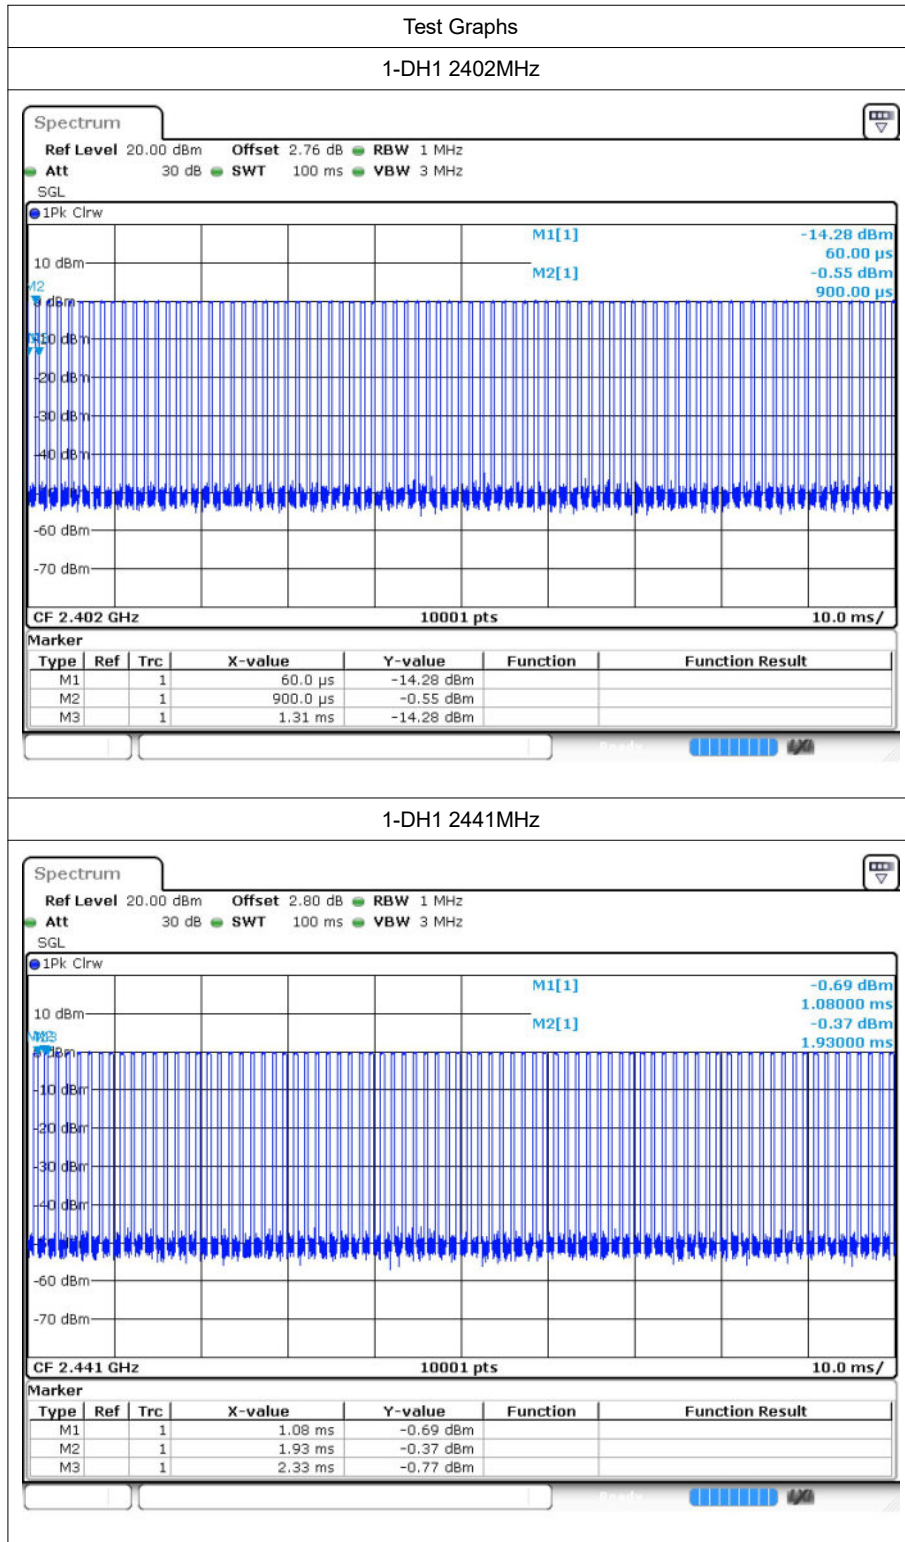 Test Graphs
1-DH1 2402MHz
Spectrum
Ref Level 20.00 dBm Offset 2.76 dB RBW 1 MHz
Att 30 dB SWT 100 ms VBW 3 MHz
SGL
1Pk Clrw
M1[1] -14.28 dBm
60.00 µs
10 dBm
M2[1] -0.55 dBm
900.00 µs
M2
-20 dBm
-30 dBm
-40 dBm
-60 dBm
-70 dBm
CF 2.402 GHz 10001 pts 10.0 ms/
Marker
Type Ref Trc X-value Y-value Function Function Result
M1 1 60.0 µs -14.28 dBm
M2 1 900.0 µs -0.55 dBm
M3 1 1.31 ms -14.28 dBm
Ready
1-DH1 2441MHz
Spectrum
Ref Level 20.00 dBm Offset 2.80 dB RBW 1 MHz
Att 30 dB SWT 100 ms VBW 3 MHz
SGL
1Pk Clrw
M1[1] -0.69 dBm
1.08000 ms
10 dBm
M2[1] -0.37 dBm
1.93000 ms
-10 dBm
-20 dBm
-30 dBm
-40 dBm
-60 dBm
-70 dBm
CF 2.441 GHz 10001 pts 10.0 ms/
Marker
Type Ref Trc X-value Y-value Function Function Result
M1 1 1.08 ms -0.69 dBm
M2 1 1.93 ms -0.37 dBm
M3 1 2.33 ms -0.77 dBm
Ready